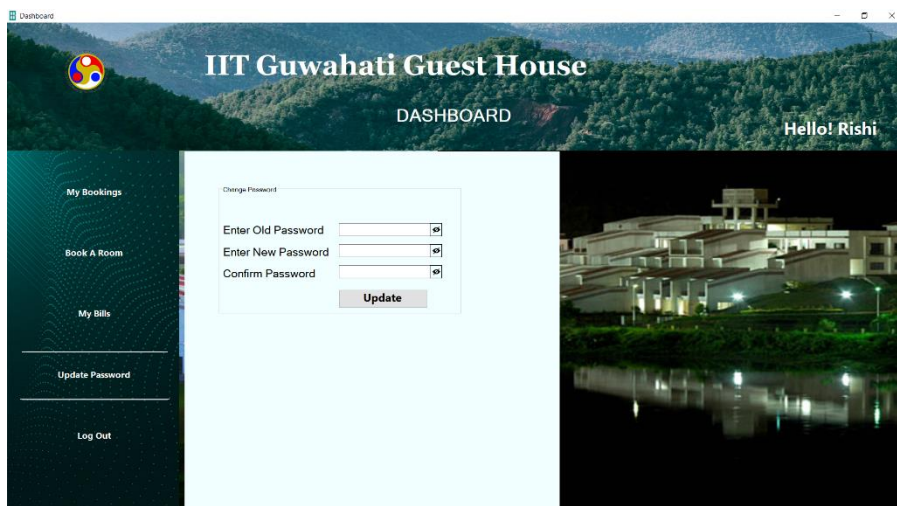 Dashboard
IIT Guwahati Guest House
DASHBOARD
Hello! Rishi
My Bookings
Book A Room
My Bills
Update Password
Log Out
Change Password
Enter Old Password
Enter New Password
Confirm Password
Update